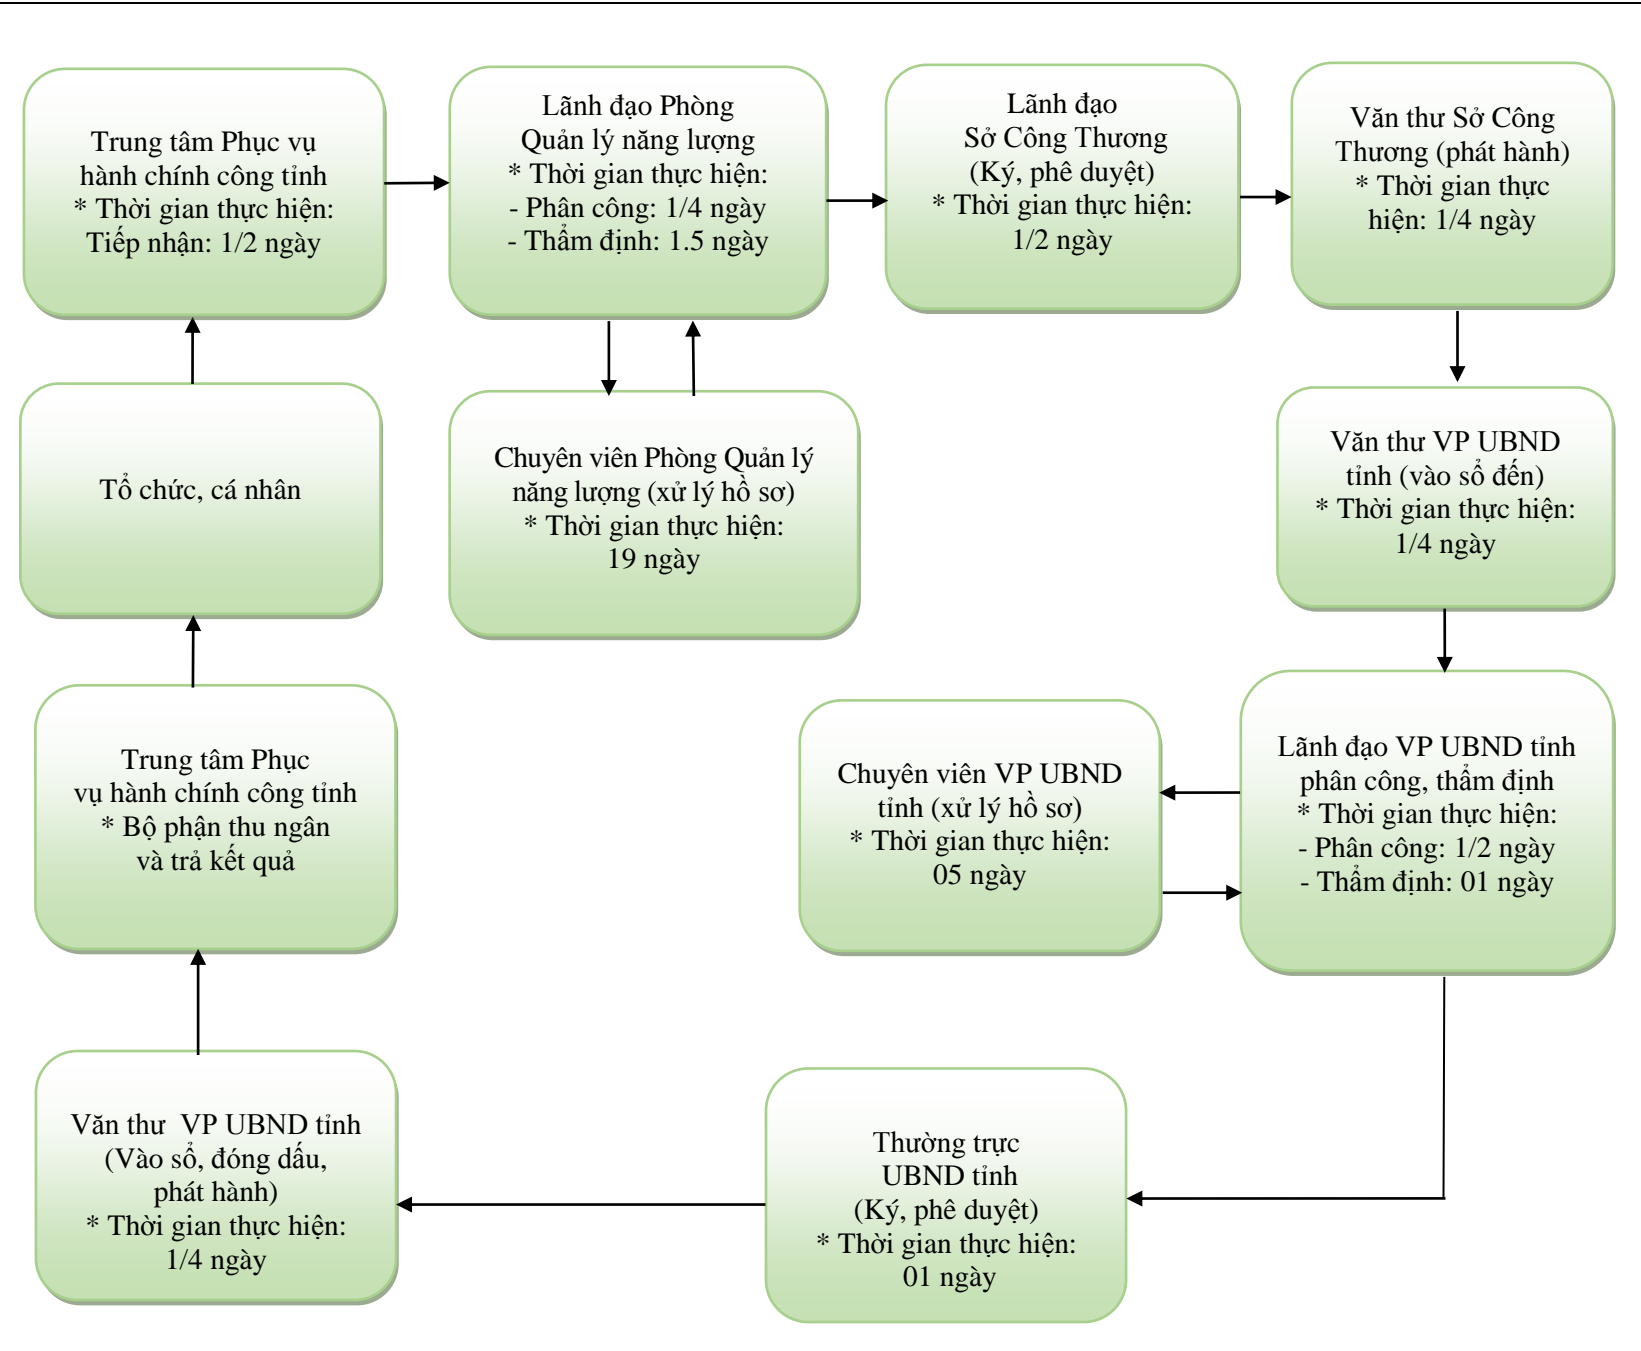 Trung tâm Phục vụ
hành chính công tỉnh
* Thời gian thực hiện:
Tiếp nhận: 1/2 ngày
Lãnh đạo Phòng
Quản lý năng lượng
* Thời gian thực hiện:
- Phân công: 1/4 ngày
- Thẩm định: 1.5 ngày
Lãnh đạo
Sở Công Thương
(Ký, phê duyệt)
* Thời gian thực hiện:
1/2 ngày
Văn thư Sở Công
Thương (phát hành)
* Thời gian thực
hiện: 1/4 ngày
Tổ chức, cá nhân
Chuyên viên Phòng Quản lý
năng lượng (xử lý hồ sơ)
* Thời gian thực hiện:
19 ngày
Văn thư VP UBND
tỉnh (vào sổ đến)
* Thời gian thực hiện:
1/4 ngày
Trung tâm Phục
vụ hành chính công tỉnh
* Bộ phận thu ngân
và trả kết quả
Chuyên viên VP UBND
tỉnh (xử lý hồ sơ)
* Thời gian thực hiện:
05 ngày
Lãnh đạo VP UBND tỉnh
phân công, thẩm định
* Thời gian thực hiện:
- Phân công: 1/2 ngày
- Thẩm định: 01 ngày
Văn thư  VP UBND tỉnh
(Vào sổ, đóng dấu,
phát hành)
* Thời gian thực hiện:
1/4 ngày
Thường trực
UBND tỉnh
(Ký, phê duyệt)
* Thời gian thực hiện:
01 ngày